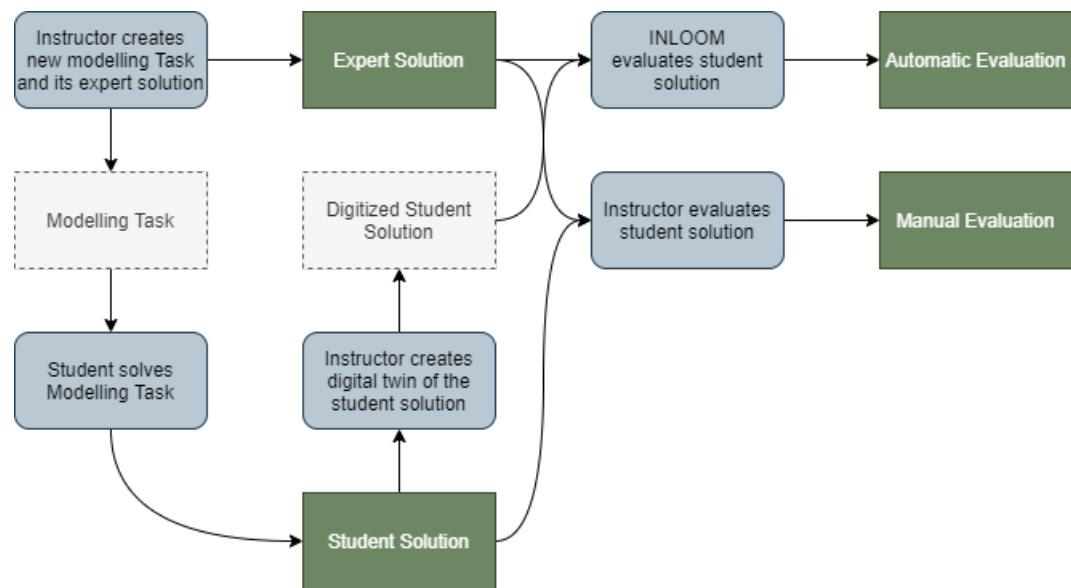 Instructor creates
new modelling Task
and its expert solution
Expert Solution
INLOOM
evaluates student
solution
Automatic Evaluation
Modelling Task
Digitized Student
Solution
Instructor evaluates
student solution
Manual Evaluation
Student solves
Modelling Task
Instructor creates
digital twin of the
student solution
Student Solution